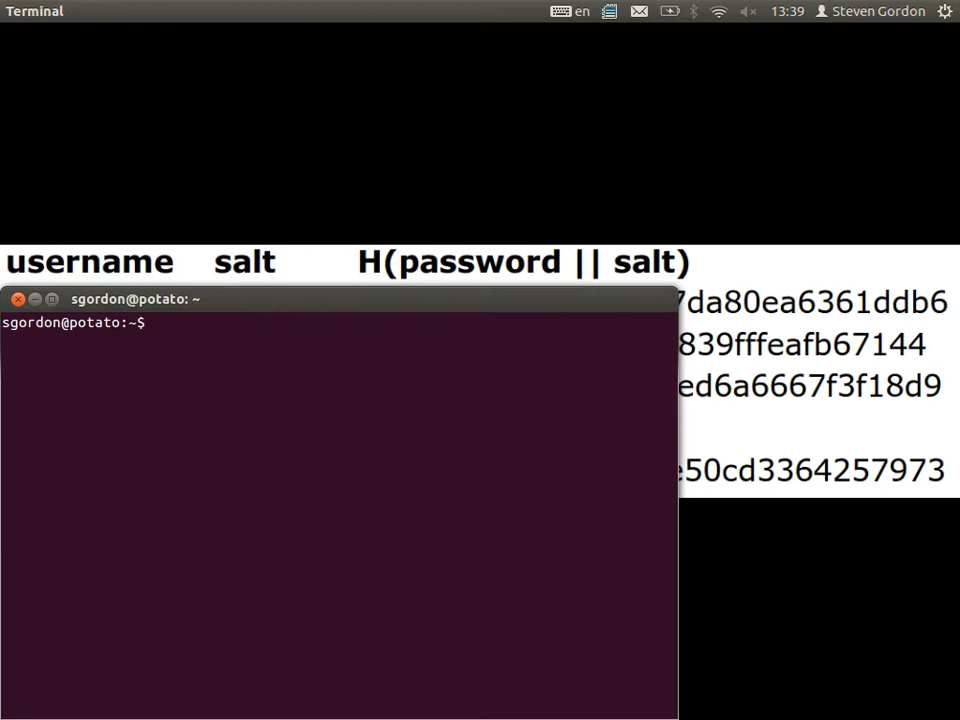 Terminal en 13:39 Steven Gordon
username salt H(password || salt)
sgordon@potato: ~
7da80ea6361ddb6
sgordon@potato:~$
839fffeafb67144
ed6a6667f3f18d9
e50cd3364257973